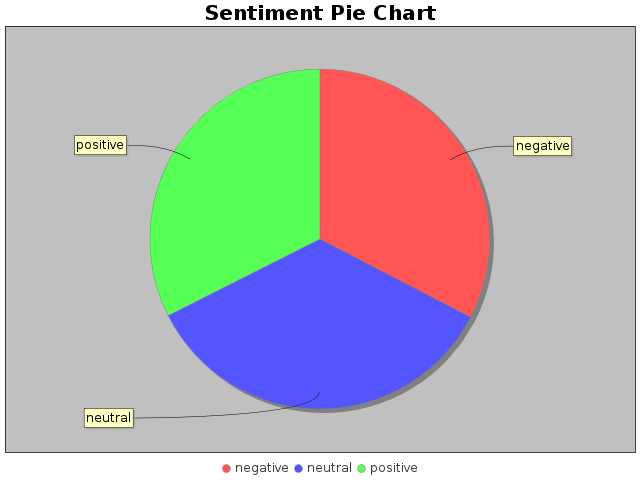 Sentiment Pie Chart
positive
negative
neutral
negative neutral positive